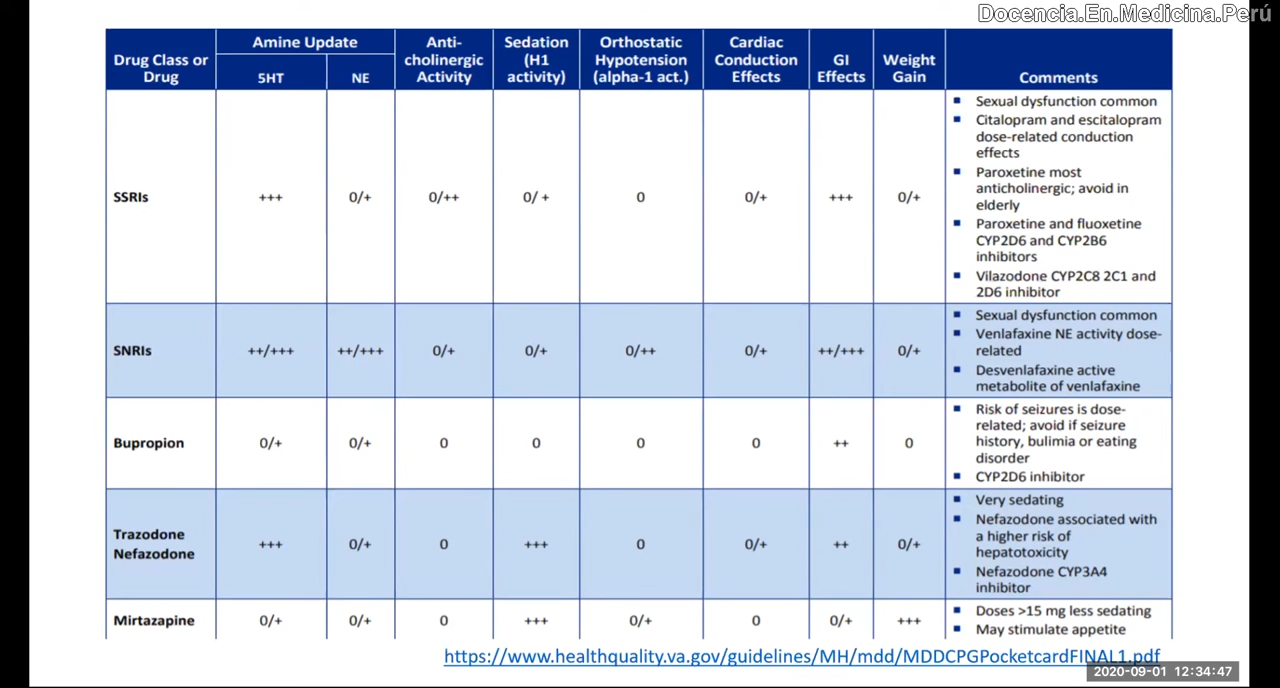 Docencia.En.Medicina.Perú
Drug Class or Drug | Amine Update | Anti-cholinergic Activity | Sedation (H1 activity) | Orthostatic Hypotension (alpha-1 act.) | Cardiac Conduction Effects | GI Effects | Weight Gain | Comments
5HT | NE
SSRIs | +++ | 0/+ | 0/++ | 0/ + | 0 | 0/+ | +++ | 0/+
▪ Sexual dysfunction common
▪ Citalopram and escitalopram
dose-related conduction
effects
▪ Paroxetine most
anticholinergic; avoid in
elderly
▪ Paroxetine and fluoxetine
CYP2D6 and CYP2B6
inhibitors
▪ Vilazodone CYP2C8 2C1 and
2D6 inhibitor
SNRIs | ++/+++ | ++/+++ | 0/+ | 0/+ | 0/++ | 0/+ | ++/+++ | 0/+
▪ Sexual dysfunction common
▪ Venlafaxine NE activity dose-
related
▪ Desvenlafaxine active
metabolite of venlafaxine
Bupropion | 0/+ | 0/+ | 0 | 0 | 0 | 0 | ++ | 0
▪ Risk of seizures is dose-
related; avoid if seizure
history, bulimia or eating
disorder
▪ CYP2D6 inhibitor
Trazodone
Nefazodone | +++ | 0/+ | 0 | +++ | 0 | 0/+ | ++ | 0/+
▪ Very sedating
▪ Nefazodone associated with
a higher risk of
hepatotoxicity
▪ Nefazodone CYP3A4
inhibitor
Mirtazapine | 0/+ | 0/+ | 0 | +++ | 0/+ | 0 | 0/+ | +++
▪ Doses >15 mg less sedating
▪ May stimulate appetite
https://www.healthquality.va.gov/guidelines/MH/mdd/MDDCPGPocketcardFINAL1.pdf
2020-09-01 12:34:47